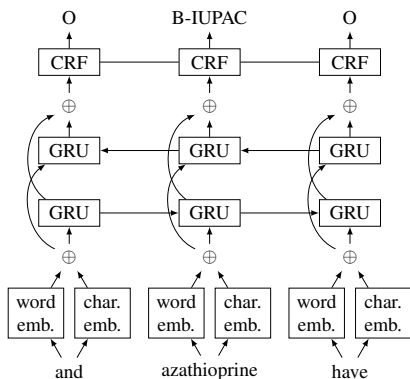 O B-IUPAC O
CRF CRF CRF
⊕ ⊕ ⊕
GRU GRU GRU
GRU GRU GRU
⊕ ⊕ ⊕
word char. word char. word char.
emb. emb. emb. emb. emb. emb.
and azathioprine have